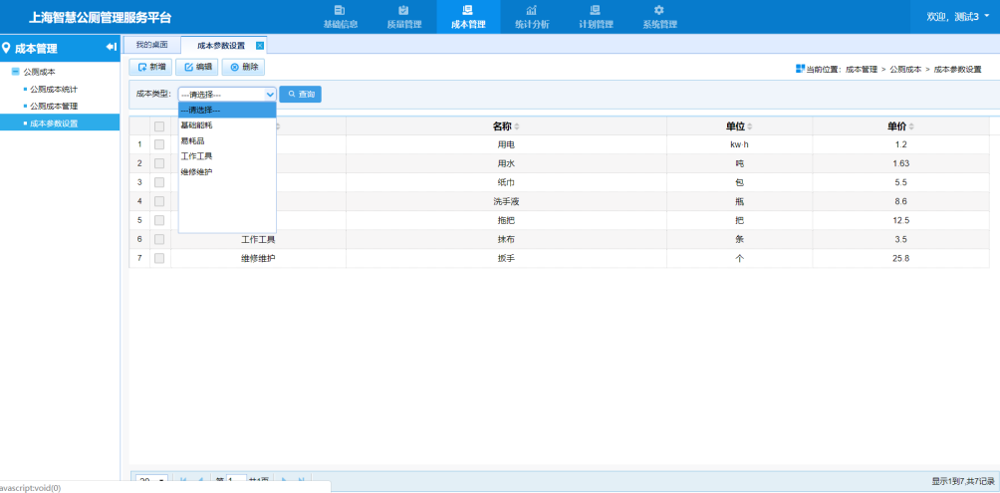 上海智慧公厕管理服务平台
基础信息 质量管理 成本管理 统计分析 计划管理 系统管理
欢迎, 测试3
成本管理
我的桌面 成本参数设置
公厕成本
公厕成本统计
公厕成本管理
成本参数设置
新增 编辑 删除
当前位置: 成本管理 > 公厕成本 > 成本参数设置
成本类型: ---请选择--- 查询
---请选择---
基础能耗
易耗品
工作工具
维修维护
名称 单位 单价
1 用电 kw·h 1.2
2 用水 吨 1.63
3 纸巾 包 5.5
4 洗手液 瓶 8.6
5 拖把 把 12.5
6 工作工具 抹布 条 3.5
7 维修维护 扳手 个 25.8
20 第 1 共1页
显示1到7,共7记录
avascript:void(0)